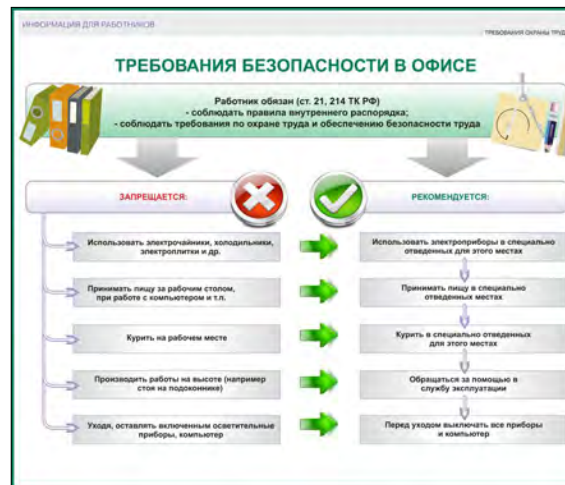 ИНФОРМАЦИЯ ДЛЯ РАБОТНИКОВ
ТРЕБОВАНИЯ ОХРАНЫ ТРУДА
ТРЕБОВАНИЯ БЕЗОПАСНОСТИ В ОФИСЕ
Работник обязан (ст. 21, 214 ТК РФ)
- соблюдать правила внутреннего распорядка;
- соблюдать требования по охране труда и обеспечению безопасности труда
ЗАПРЕЩАЕТСЯ:
Использовать электрочайники, холодильники,
электроплитки и др.
Принимать пищу за рабочим столом,
при работе с компьютером и т.п.
Курить на рабочем месте
Производить работы на высоте (например
стоя на подоконнике)
Уходя, оставлять включенным осветительные
приборы, компьютер
РЕКОМЕНДУЕТСЯ:
Использовать электроприборы в специально
отведенных для этого местах
Принимать пищу в специально
отведенных местах
Курить в специально отведенных
для этого местах
Обращаться за помощью в
службу эксплуатации
Перед уходом выключать все приборы
и компьютер